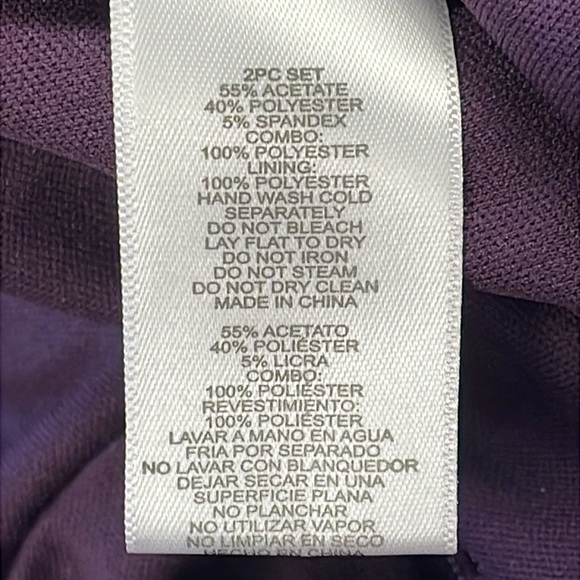 2PC SET
55% ACETATE
40% POLYESTER
5% SPANDEX
COMBO:
100% POLYESTER
LINING:
100% POLYESTER
HAND WASH COLD
SEPARATELY
DO NOT BLEACH
LAY FLAT TO DRY
DO NOT IRON
DO NOT STEAM
DO NOT DRY CLEAN
MADE IN CHINA
55% ACETATO
40% POLIÉSTER
5% LICRA
COMBO:
100% POLIÉSTER
REVESTIMIENTO:
100% POLIÉSTER
LAVAR A MANO EN AGUA
FRIA POR SEPARADO
NO LAVAR CON BLANQUEDOR
DEJAR SECAR EN UNA
SUPERFICIE PLANA
NO PLANCHAR
NO UTILIZAR VAPOR
NO LIMPIAR EN SECO
HECHO EN CHINA